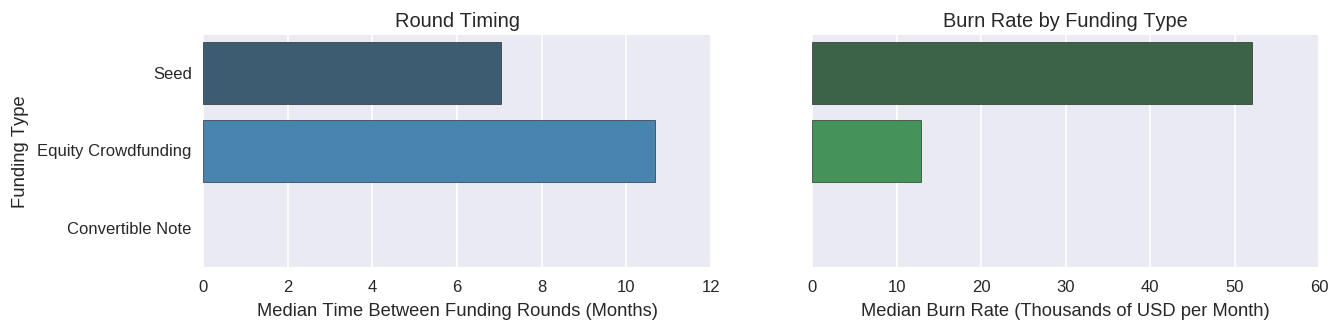 Round Timing
Burn Rate by Funding Type
Funding Type
Seed
Equity Crowdfunding
Convertible Note
0 2 4 6 8 10 12
0 10 20 30 40 50 60
Median Time Between Funding Rounds (Months)
Median Burn Rate (Thousands of USD per Month)